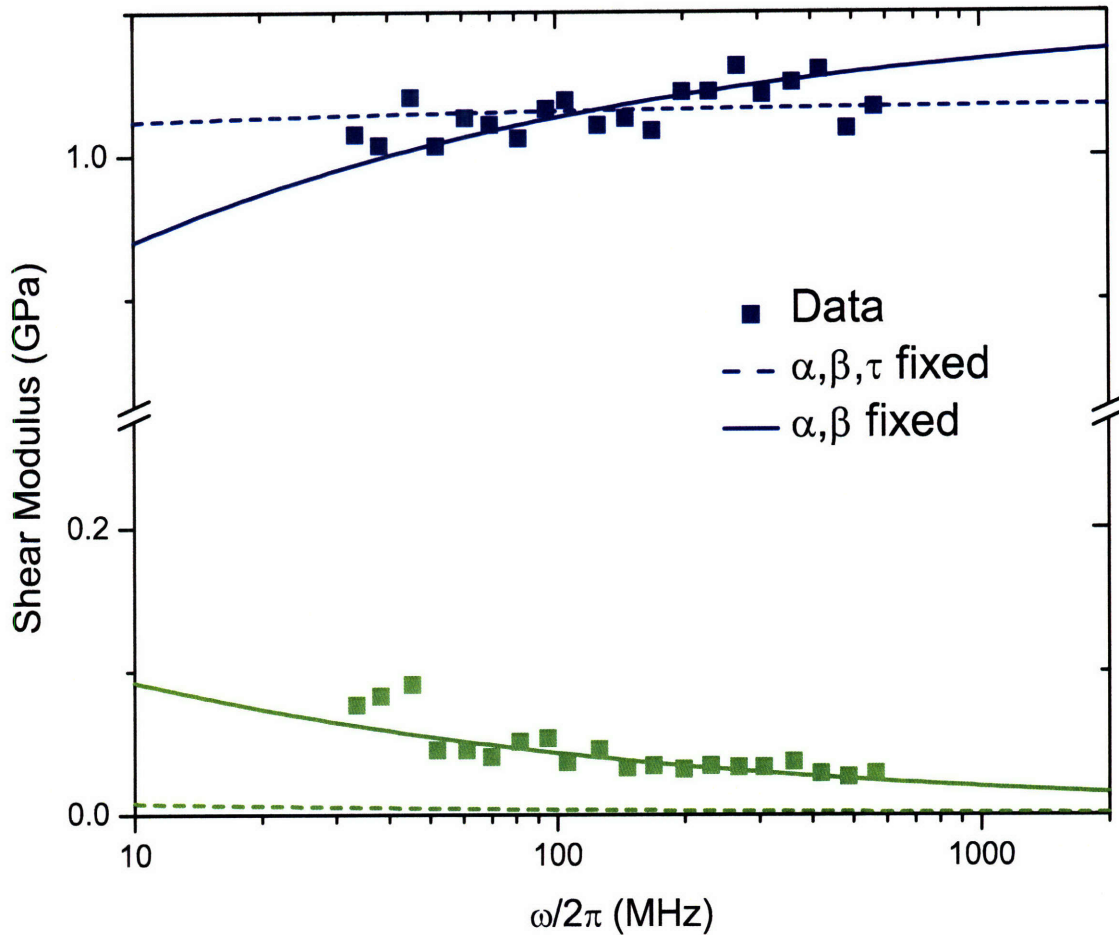 1.0
Shear Modulus (GPa)
Data
α,β,τ fixed
α,β fixed
0.2
0.0
10
100
1000
ω/2π (MHz)